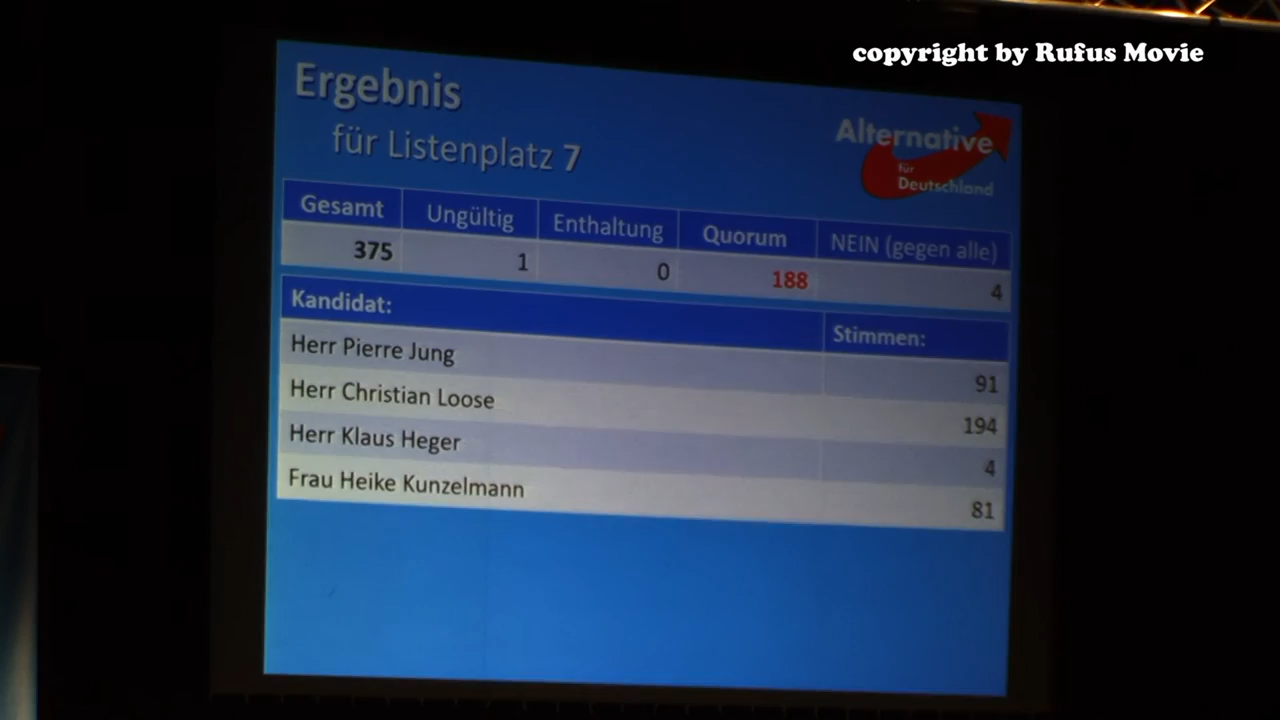 copyright by Rufus Movie
Ergebnis
für Listenplatz 7
Alternative
für
Deutschland
Gesamt Ungültig Enthaltung Quorum NEIN (gegen alle)
375 1 0 188 4
Kandidat: Stimmen:
Herr Pierre Jung 91
Herr Christian Loose 194
Herr Klaus Heger 4
Frau Heike Kunzelmann 81